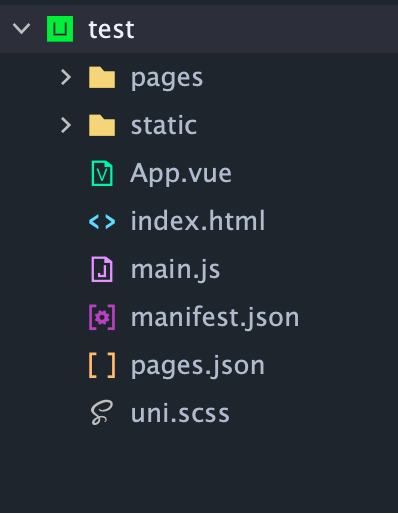 test
pages
static
App.vue
index.html
main.js
manifest.json
pages.json
uni.scss